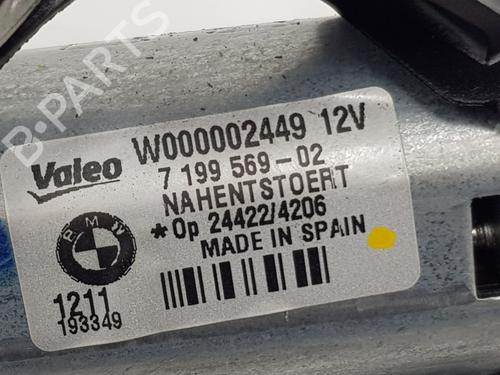 B-PARTS
Valeo
W000002449 12V
7 199 569-02
NAHENTSTOERT
*Op 24422/4206
MADE IN SPAIN
BMW
1211
193349